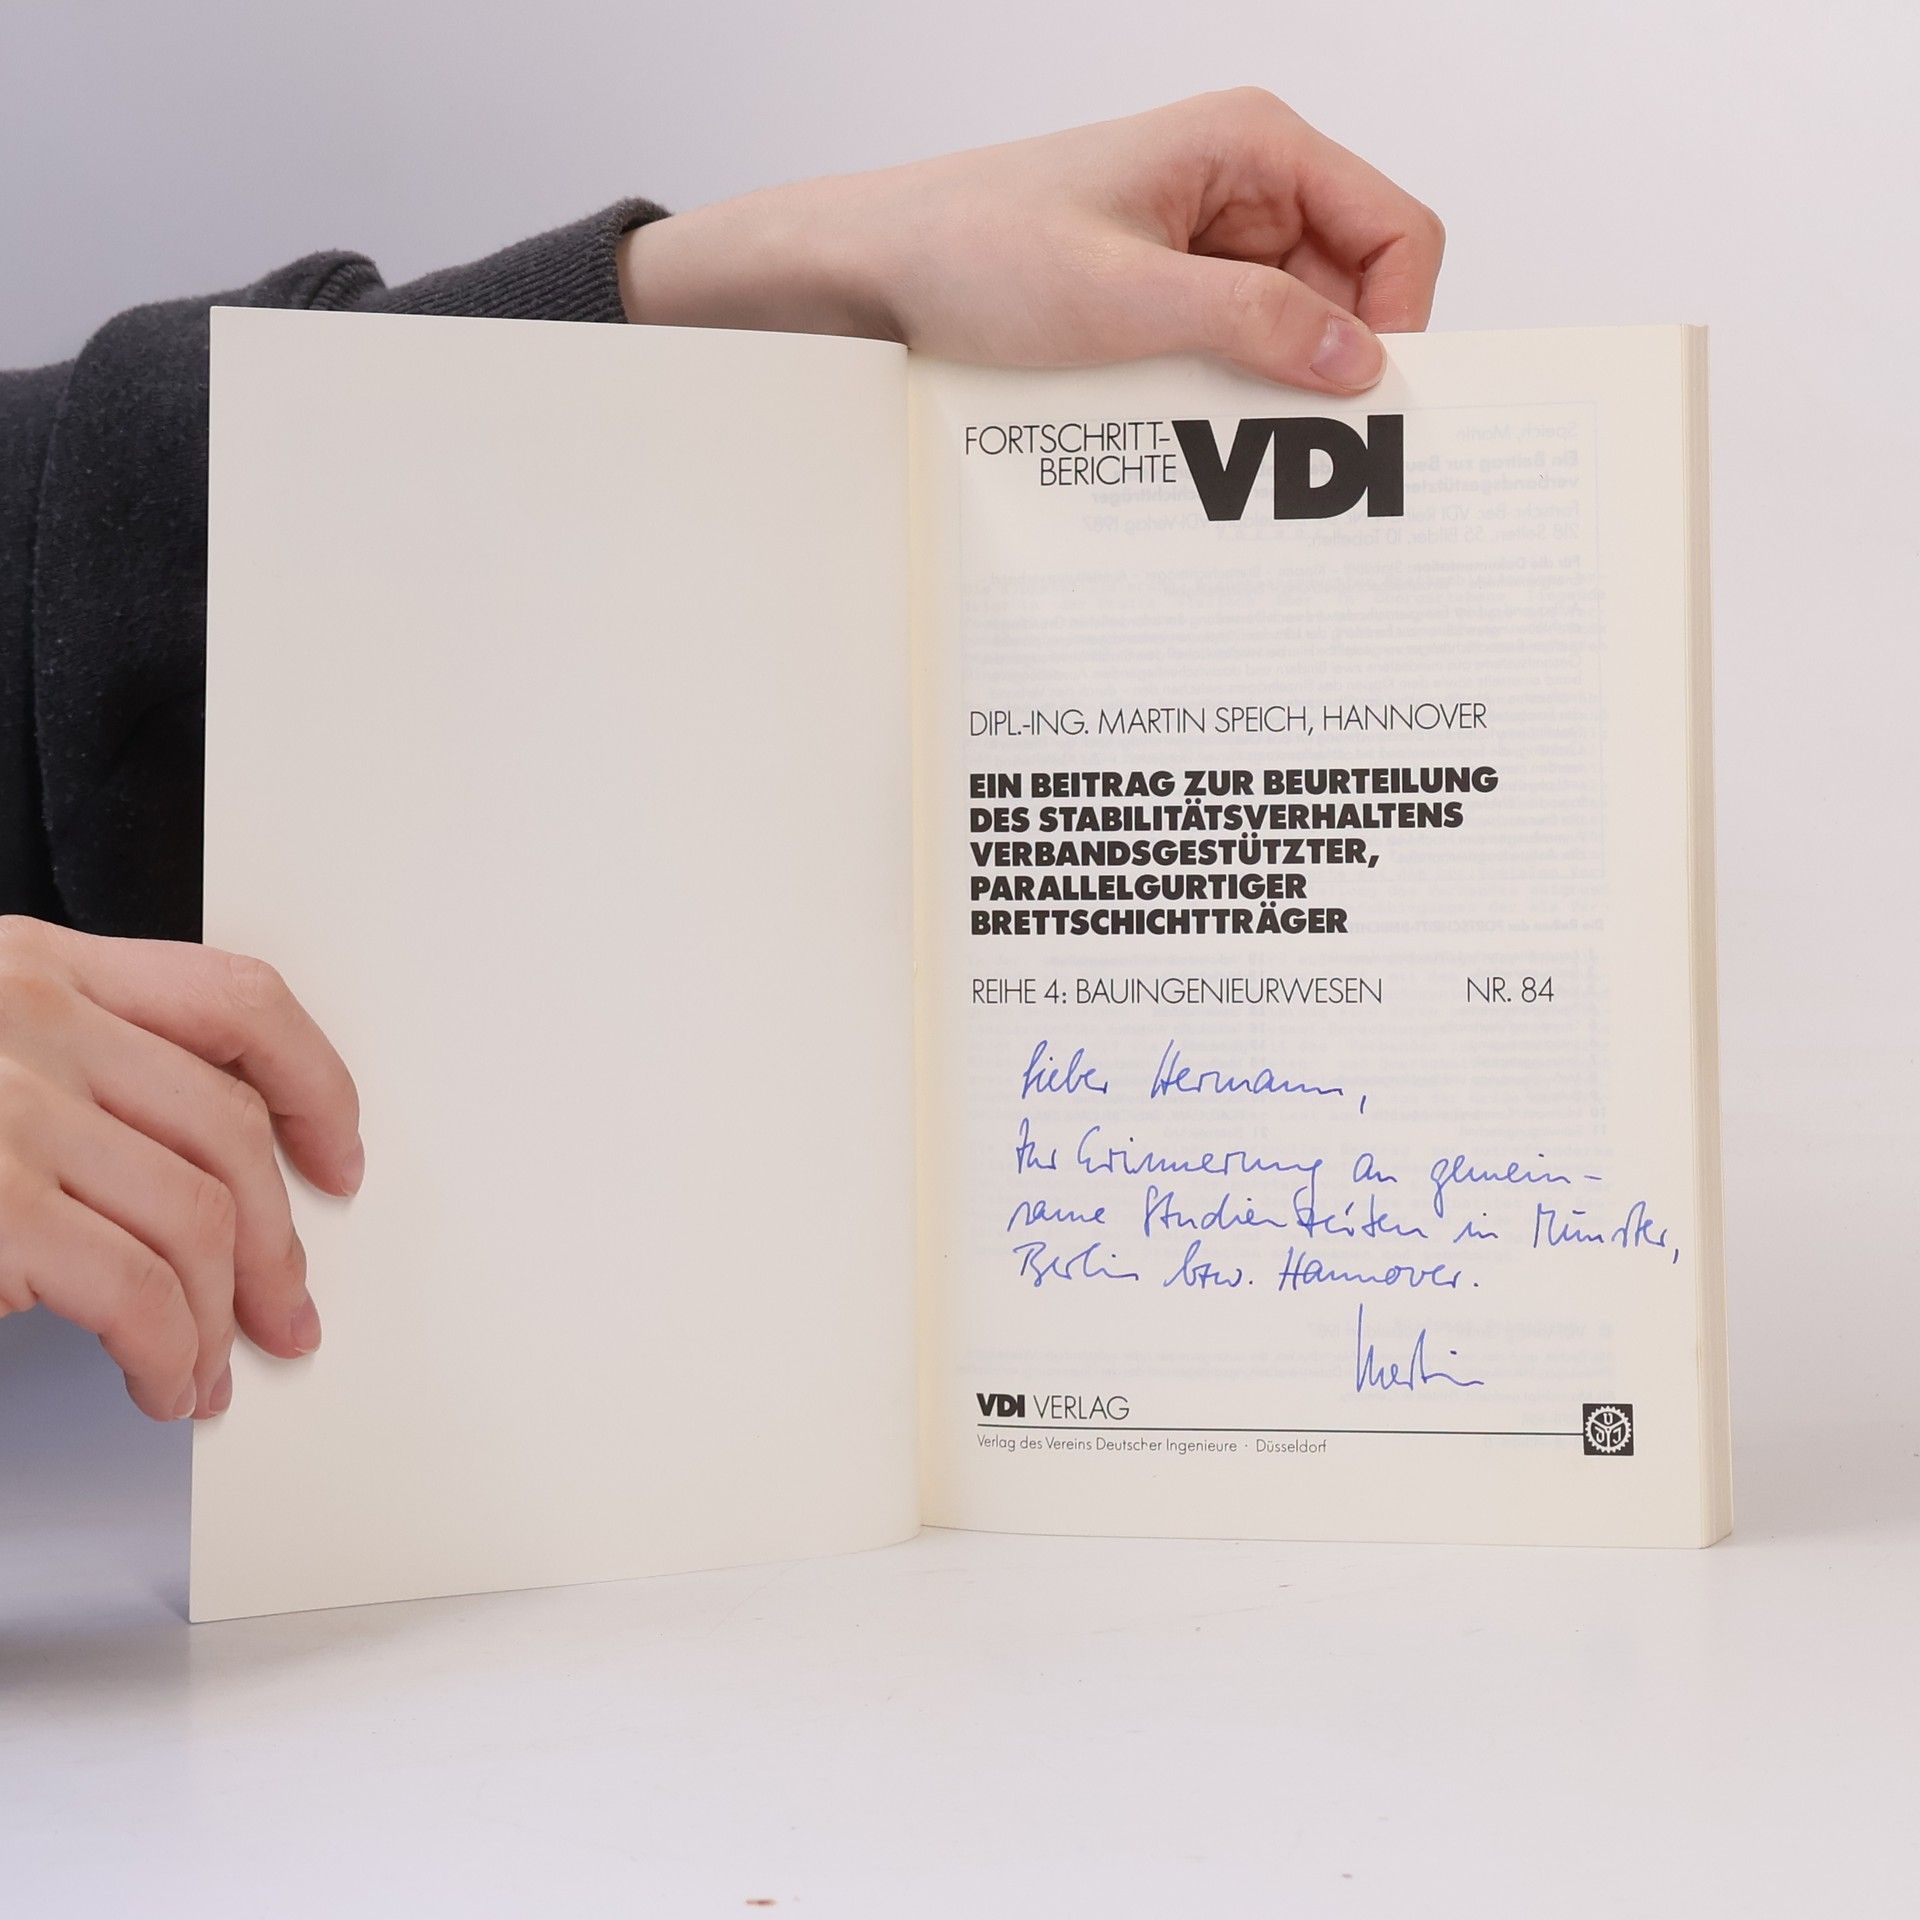 FORTSCHRITT-
BERICHTE VDI
DIPL.-ING. MARTIN SPEICH, HANNOVER
EIN BEITRAG ZUR BEURTEILUNG
DES STABILITÄTSVERHALTENS
VERBANDSGESTÜTZTER,
PARALLELGURTIGER
BRETTSCHICHTTRÄGER
REIHE 4: BAUINGENIEURWESEN NR. 84
Lieber Hermann,
Zur Erinnerung an gemein-
same Studienzeiten in Münster,
Berlin bzw. Hannover.
Martin
VDI VERLAG
Verlag des Vereins Deutscher Ingenieure · Düsseldorf